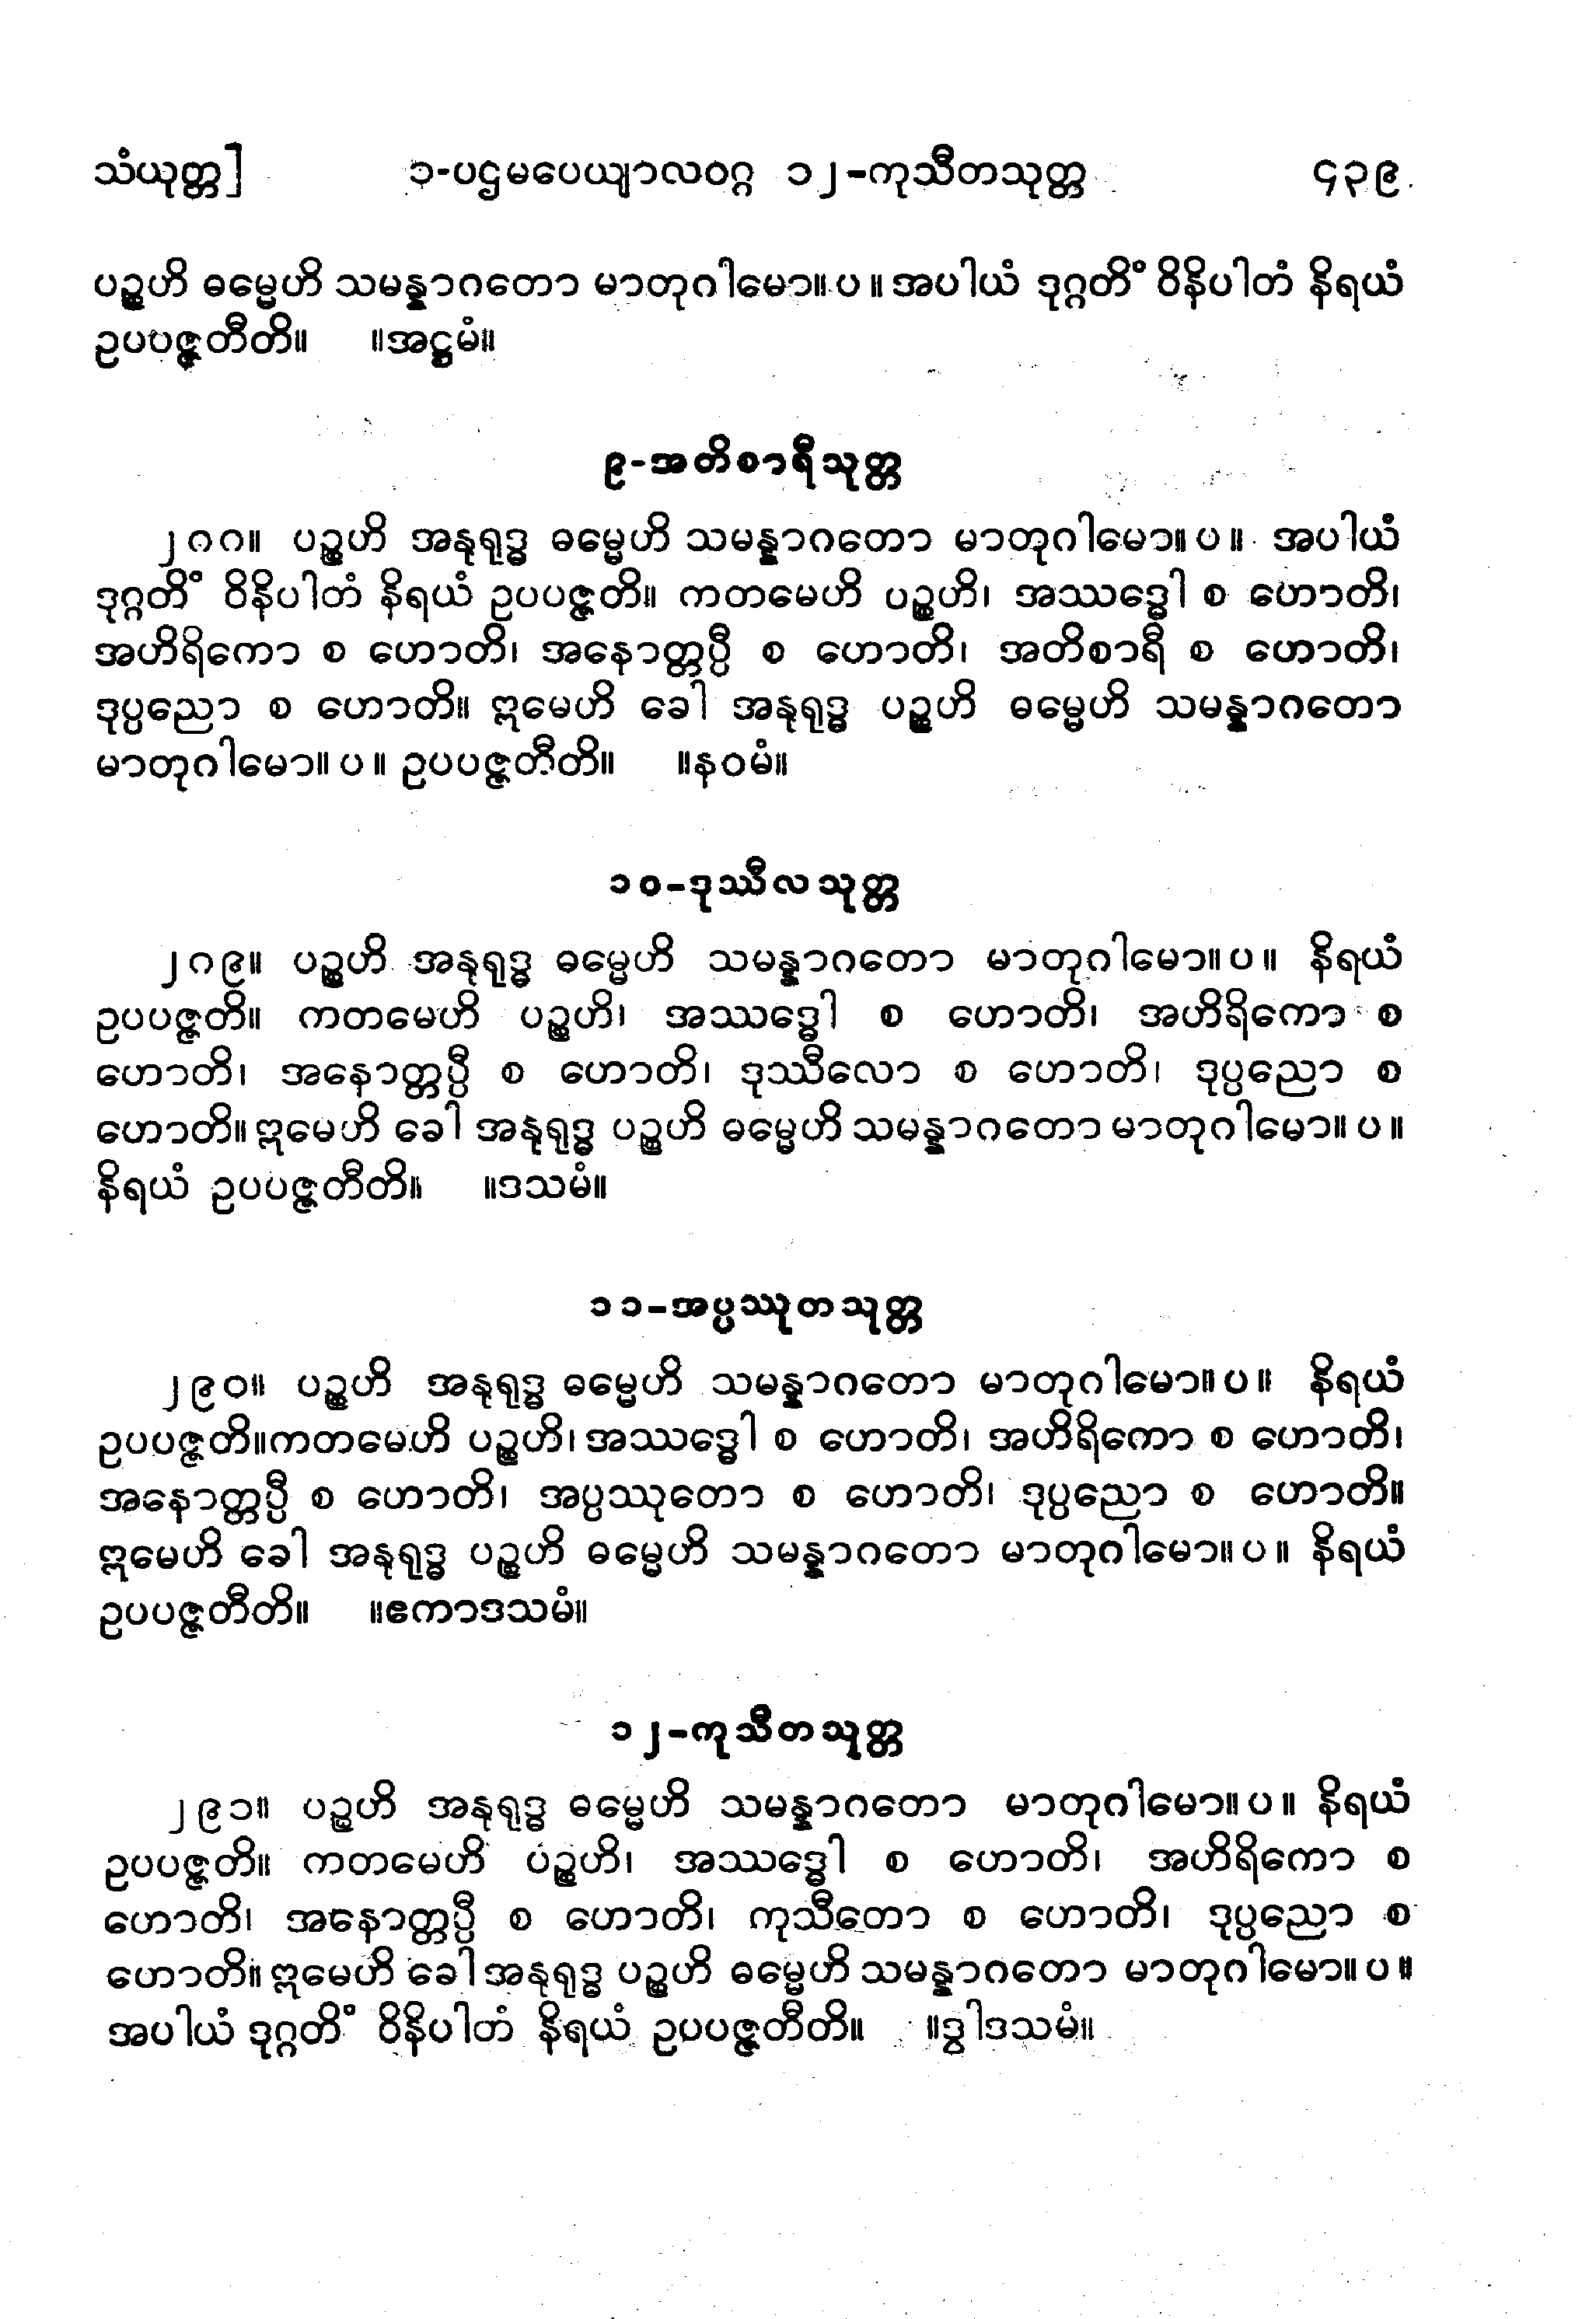 သံယုတ္တ] ၁-ပဌမပေယျာလဝဂ္ဂ ၁၂-ကုသီတသုတ္တ ၄၃၉
ပဉ္စဟိ ဓမ္မေဟိ သမန္နာဂတော မာတုဂါမော။ ပ ။ အပါယံ ဒုဂ္ဂတိံ ဝိနိပါတံ နိရယံ
ဥပပဇ္ဇတီတိ။ ။အဋ္ဌမံ။
၉-အတိစာရီသုတ္တ
၂၈၈။ ပဉ္စဟိ အနုရုဒ္ဓ ဓမ္မေဟိ သမန္နာဂတော မာတုဂါမော။ ပ ။ အပါယံ
ဒုဂ္ဂတိံ ဝိနိပါတံ နိရယံ ဥပပဇ္ဇတိ။ ကတမေဟိ ပဉ္စဟိ၊ အဿဒ္ဓေါ စ ဟောတိ၊
အဟိရိကော စ ဟောတိ၊ အနောတ္တပ္ပီ စ ဟောတိ၊ အတိစာရီ စ ဟောတိ၊
ဒုပ္ပညော စ ဟောတိ။ ဣမေဟိ ခေါ အနုရုဒ္ဓ ပဉ္စဟိ ဓမ္မေဟိ သမန္နာဂတော
မာတုဂါမော။ ပ ။ ဥပပဇ္ဇတီတိ။ ။နဝမံ။
၁၀-ဒုဿီလသုတ္တ
၂၈၉။ ပဉ္စဟိ အနုရုဒ္ဓ ဓမ္မေဟိ သမန္နာဂတော မာတုဂါမော။ ပ ။ နိရယံ
ဥပပဇ္ဇတိ။ ကတမေဟိ ပဉ္စဟိ၊ အဿဒ္ဓေါ စ ဟောတိ၊ အဟိရိကော စ
ဟောတိ၊ အနောတ္တပ္ပီ စ ဟောတိ၊ ဒုဿီလော စ ဟောတိ၊ ဒုပ္ပညော စ
ဟောတိ။ ဣမေဟိ ခေါ အနုရုဒ္ဓ ပဉ္စဟိ ဓမ္မေဟိ သမန္နာဂတော မာတုဂါမော။ ပ ။
နိရယံ ဥပပဇ္ဇတီတိ။ ။ဒသမံ။
၁၁-အပ္ပဿုတသုတ္တ
၂၉၀။ ပဉ္စဟိ အနုရုဒ္ဓ ဓမ္မေဟိ သမန္နာဂတော မာတုဂါမော။ ပ ။ နိရယံ
ဥပပဇ္ဇတိ။ကတမေဟိ ပဉ္စဟိ၊ အဿဒ္ဓေါ စ ဟောတိ၊ အဟိရိကော စ ဟောတိ၊
အနောတ္တပ္ပီ စ ဟောတိ၊ အပ္ပဿုတော စ ဟောတိ၊ ဒုပ္ပညော စ ဟောတိ။
ဣမေဟိ ခေါ အနုရုဒ္ဓ ပဉ္စဟိ ဓမ္မေဟိ သမန္နာဂတော မာတုဂါမော။ ပ ။ နိရယံ
ဥပပဇ္ဇတီတိ။ ။ဧကာဒသမံ။
၁၂-ကုသီတသုတ္တ
၂၉၁။ ပဉ္စဟိ အနုရုဒ္ဓ ဓမ္မေဟိ သမန္နာဂတော မာတုဂါမော။ ပ ။ နိရယံ
ဥပပဇ္ဇတိ။ ကတမေဟိ ပဉ္စဟိ၊ အဿဒ္ဓေါ စ ဟောတိ၊ အဟိရိကော စ
ဟောတိ၊ အနောတ္တပ္ပီ စ ဟောတိ၊ ကုသီတော စ ဟောတိ၊ ဒုပ္ပညော စ
ဟောတိ။ ဣမေဟိ ခေါ အနုရုဒ္ဓ ပဉ္စဟိ ဓမ္မေဟိ သမန္နာဂတော မာတုဂါမော။ ပ ။
အပါယံ ဒုဂ္ဂတိံ ဝိနိပါတံ နိရယံ ဥပပဇ္ဇတီတိ။ ။ဒွါဒသမံ။